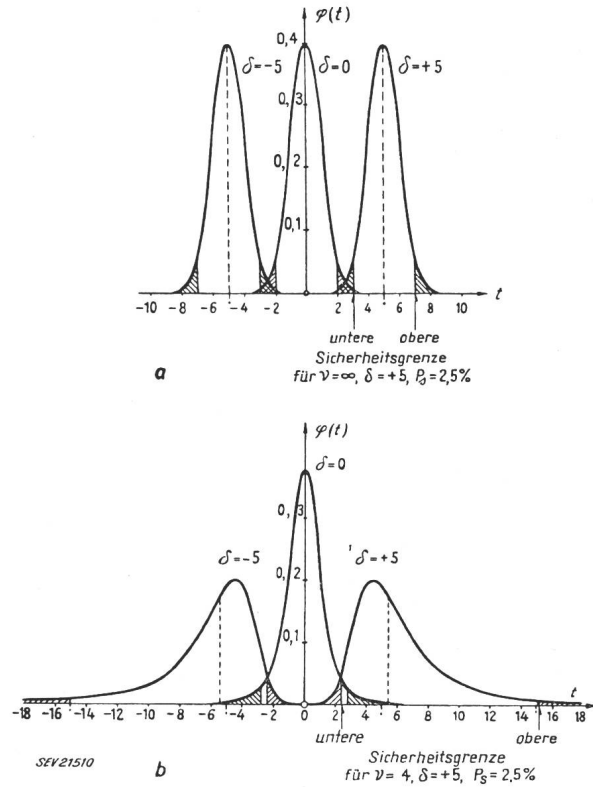 φ(t)
0,4
δ=-5
δ=0
δ=+5
0,3
0,2
0,1
-10 -8 -6 -4 -2 0 2 4 6 8 10 t
untere obere
Sicherheitsgrenze
für ν=∞, δ=+5, Ps=2,5%
a
φ(t)
δ=0
0,3
δ=-5
0,2
δ=+5
0,1
t
-18 -16 -14 -12 -10 -8 -6 -4 -2 0 2 4 6 8 10 12 14 16 18
untere obere
Sicherheitsgrenze
für ν= 4, δ=+5, Ps=2,5%
SEV21510
b